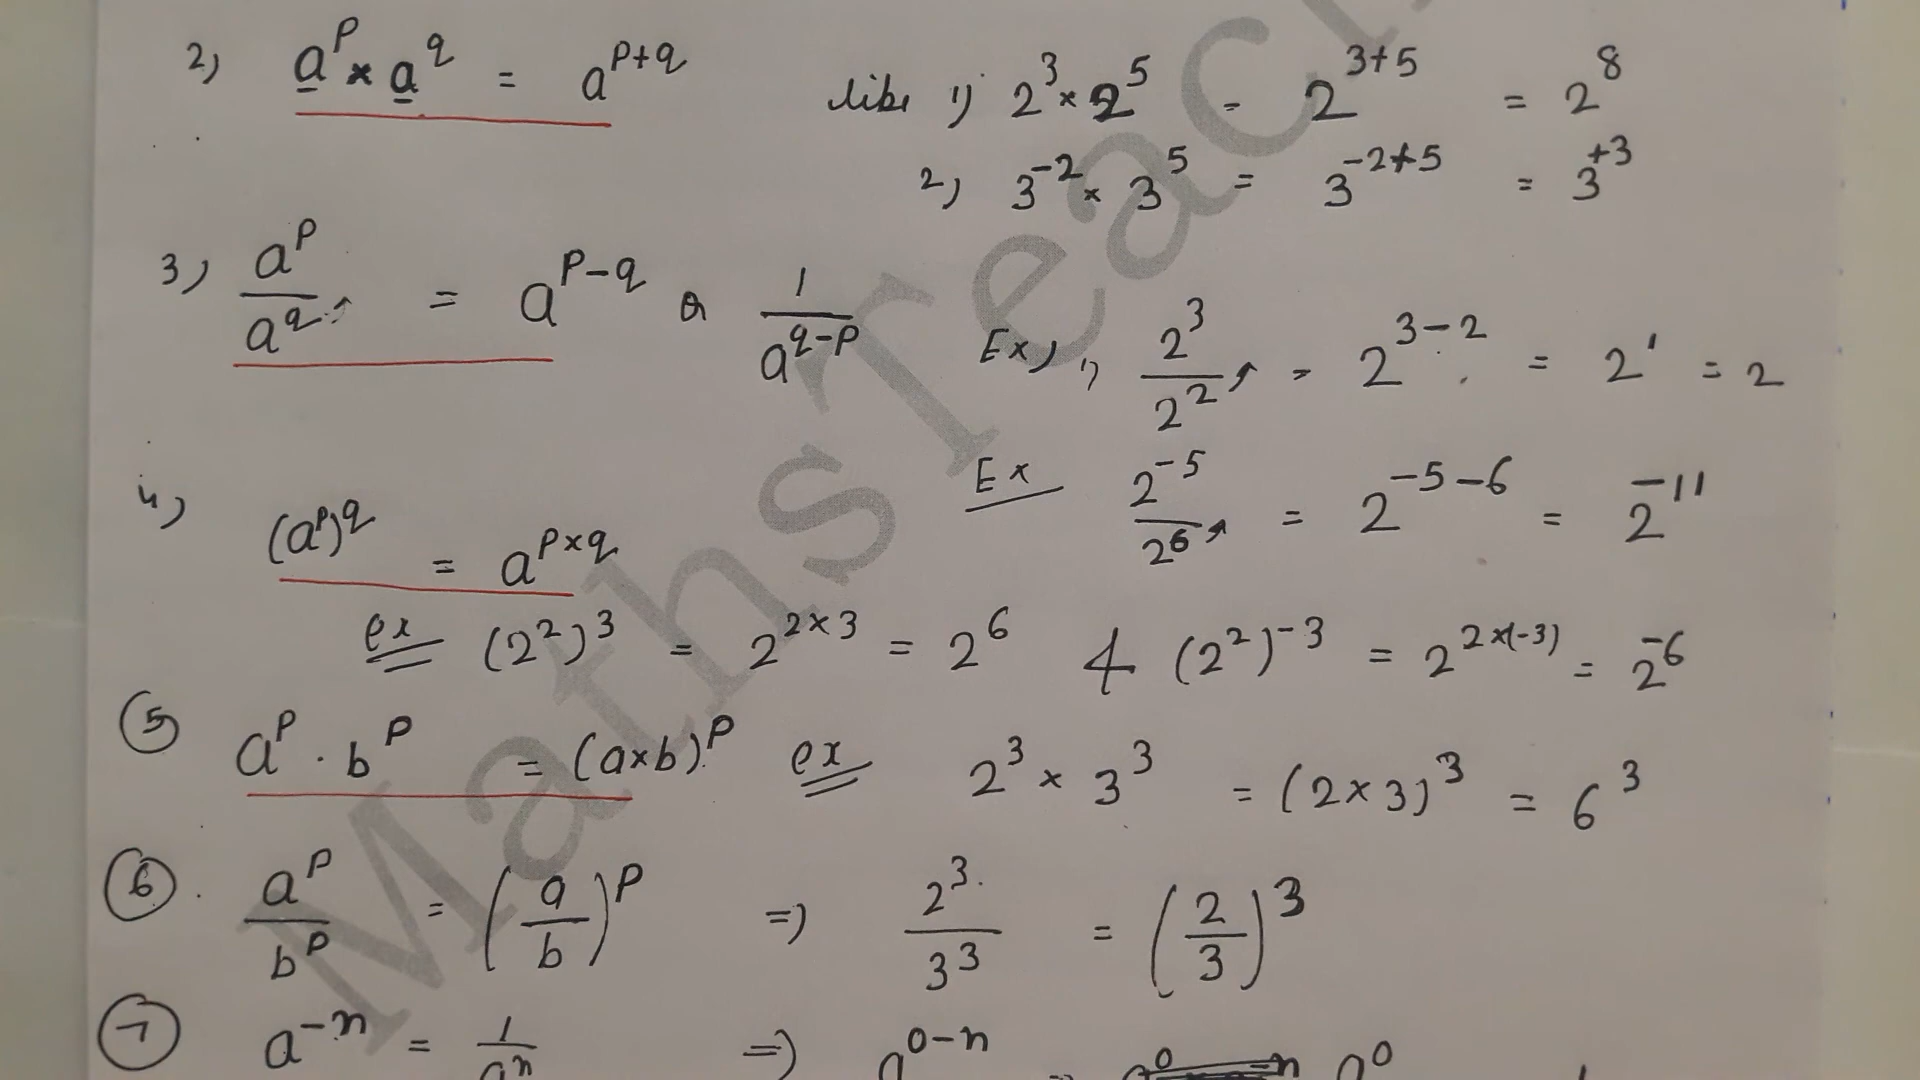 2) a^p × a^q = a^(p+q) like 1) 2^3 × 2^5 = 2^(3+5) = 2^8
2) 3^-2 × 3^5 = 3^(-2+5) = 3^+3
3) a^p/a^q = a^(p-q) or 1/a^(q-p) Ex) 1) 2^3/2^2 = 2^(3-2) = 2^1 = 2
Ex 2^-5/2^6 = 2^(-5-6) = 2^-11
4) (a^p)^q = a^(p×q)
ex (2^2)^3 = 2^(2×3) = 2^6 & (2^2)^-3 = 2^(2×(-3)) = 2^-6
5 a^p · b^p = (a×b)^p ex 2^3 × 3^3 = (2×3)^3 = 6^3
6 a^p/b^p = (a/b)^p => 2^3/3^3 = (2/3)^3
7 a^-n = 1/a^n => a^(0-n) a^0
MathsTeac